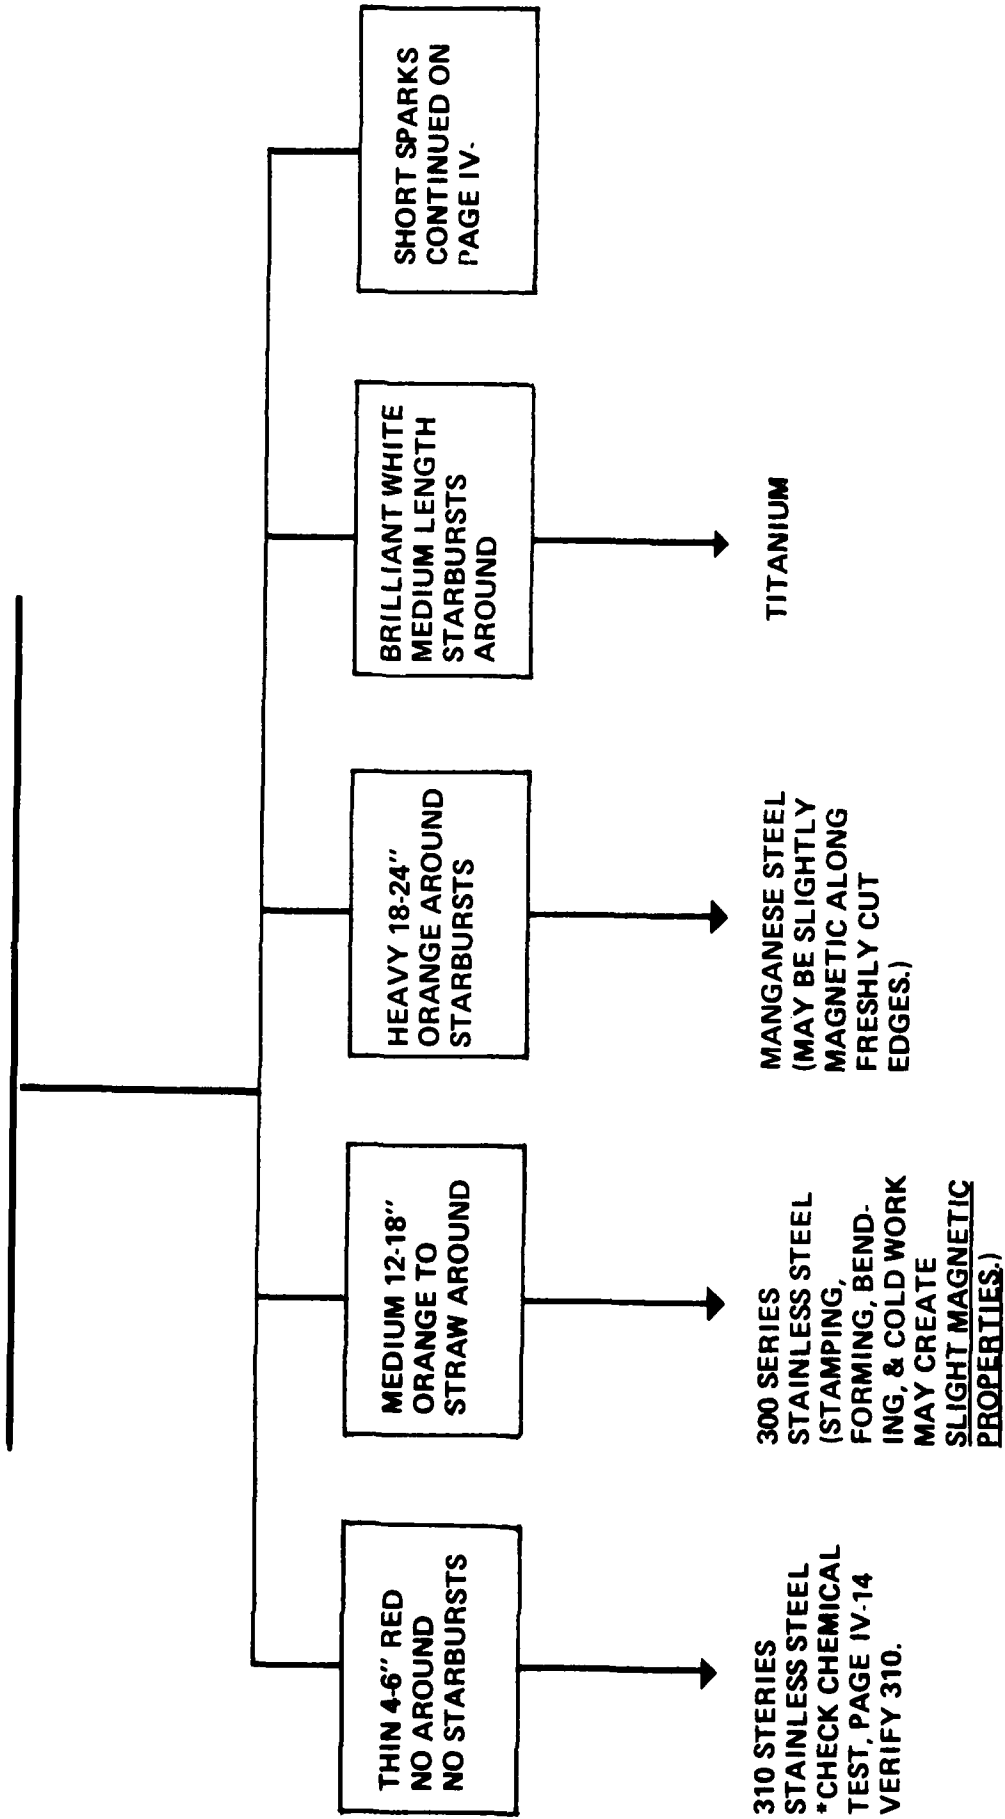 THIN 4-6" RED
NO AROUND
NO STARBURSTS
310 STERIES
STAINLESS STEEL
*CHECK CHEMICAL
TEST, PAGE IV-14
VERIFY 310.
MEDIUM 12-18"
ORANGE TO
STRAW AROUND
300 SERIES
STAINLESS STEEL
(STAMPING,
FORMING, BEND-
ING, & COLD WORK
MAY CREATE
SLIGHT MAGNETIC
PROPERTIES.)
HEAVY 18-24"
ORANGE AROUND
STARBURSTS
MANGANESE STEEL
(MAY BE SLIGHTLY
MAGNETIC ALONG
FRESHLY CUT
EDGES.)
BRILLIANT WHITE
MEDIUM LENGTH
STARBURSTS
AROUND
TITANIUM
SHORT SPARKS
CONTINUED ON
PAGE IV-